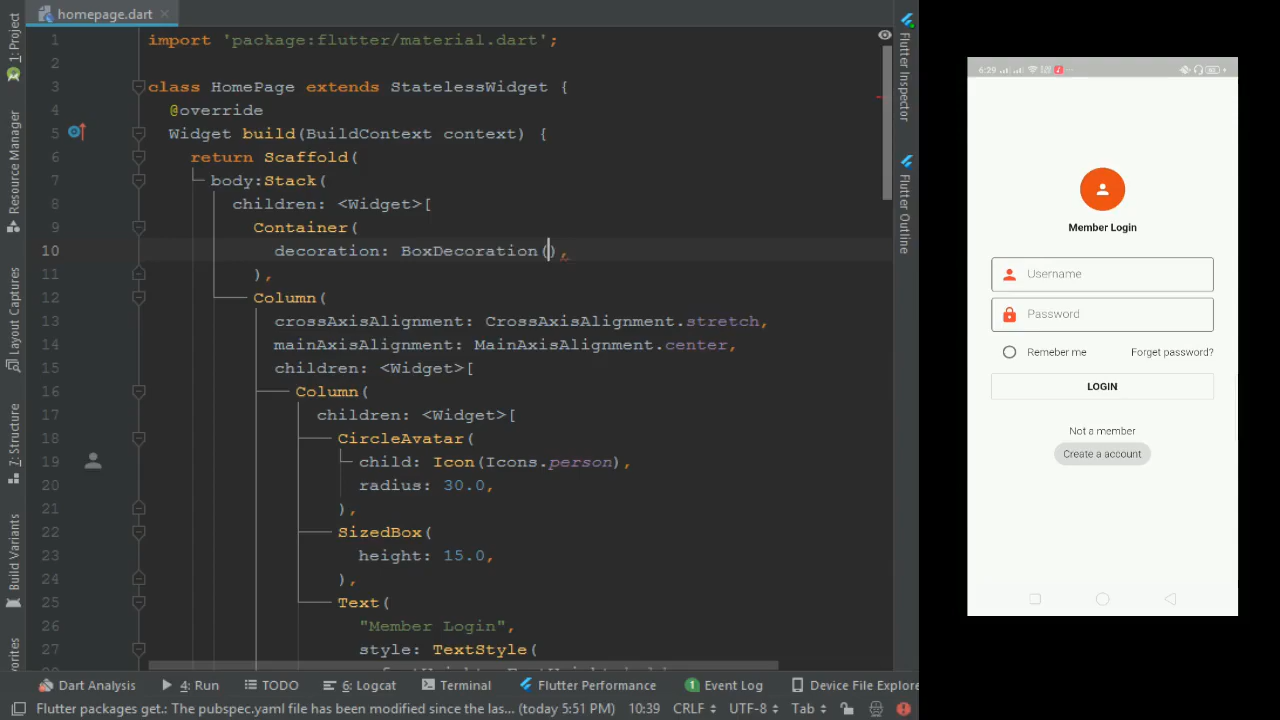 homepage.dart
1: Project
Resource Manager
Layout Captures
7: Structure
Build Variants
1 import 'package:flutter/material.dart';
2
3 class HomePage extends StatelessWidget {
4 @override
5 Widget build(BuildContext context) {
6 return Scaffold(
7 body:Stack(
8 children: <Widget>[
9 Container(
10 decoration: BoxDecoration(),
11 ),
12 Column(
13 crossAxisAlignment: CrossAxisAlignment.stretch,
14 mainAxisAlignment: MainAxisAlignment.center,
15 children: <Widget>[
16 Column(
17 children: <Widget>[
18 CircleAvatar(
19 child: Icon(Icons.person),
20 radius: 30.0,
21 ),
22 SizedBox(
23 height: 15.0,
24 ),
25 Text(
26 "Member Login",
27 style: TextStyle(
Flutter Inspector
Flutter Outline
Dart Analysis 4: Run TODO 6: Logcat Terminal Flutter Performance 1 Event Log Device File Explore
Flutter packages get.: The pubspec.yaml file has been modified since the las... (today 5:51 PM) 10:39 CRLF UTF-8 Tab
6:29
Member Login
Username
Password
Remeber me Forget password?
LOGIN
Not a member
Create a account